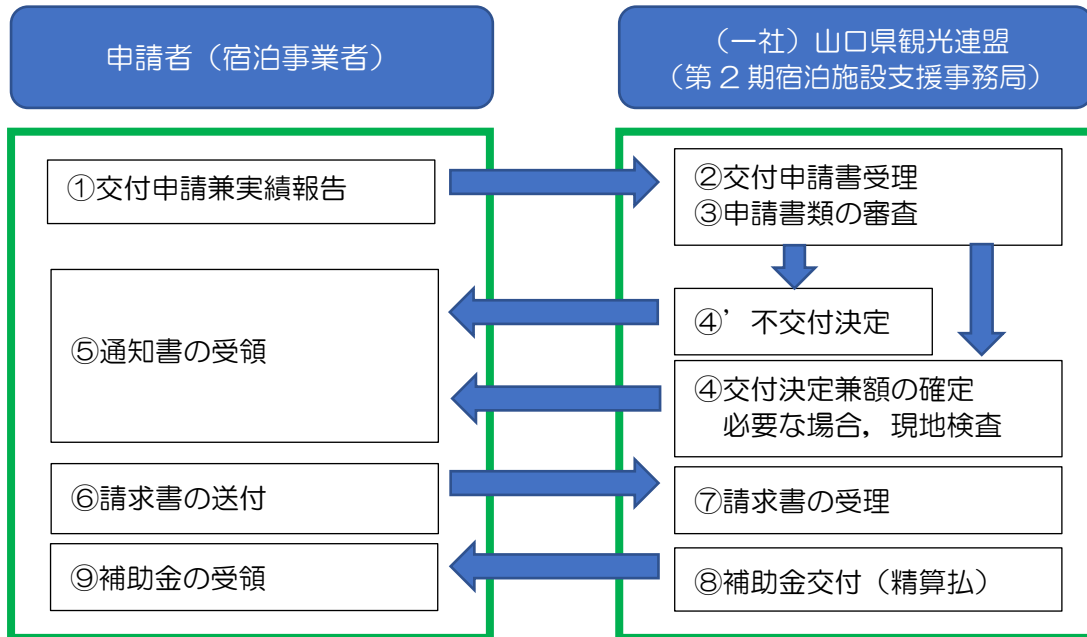 申請者（宿泊事業者）
（一社）山口県観光連盟
（第２期宿泊施設支援事務局）
①交付申請兼実績報告
②交付申請書受理
③申請書類の審査
④’不交付決定
⑤通知書の受領
④交付決定兼額の確定
必要な場合，現地検査
⑥請求書の送付
⑦請求書の受理
⑨補助金の受領
⑧補助金交付（精算払）